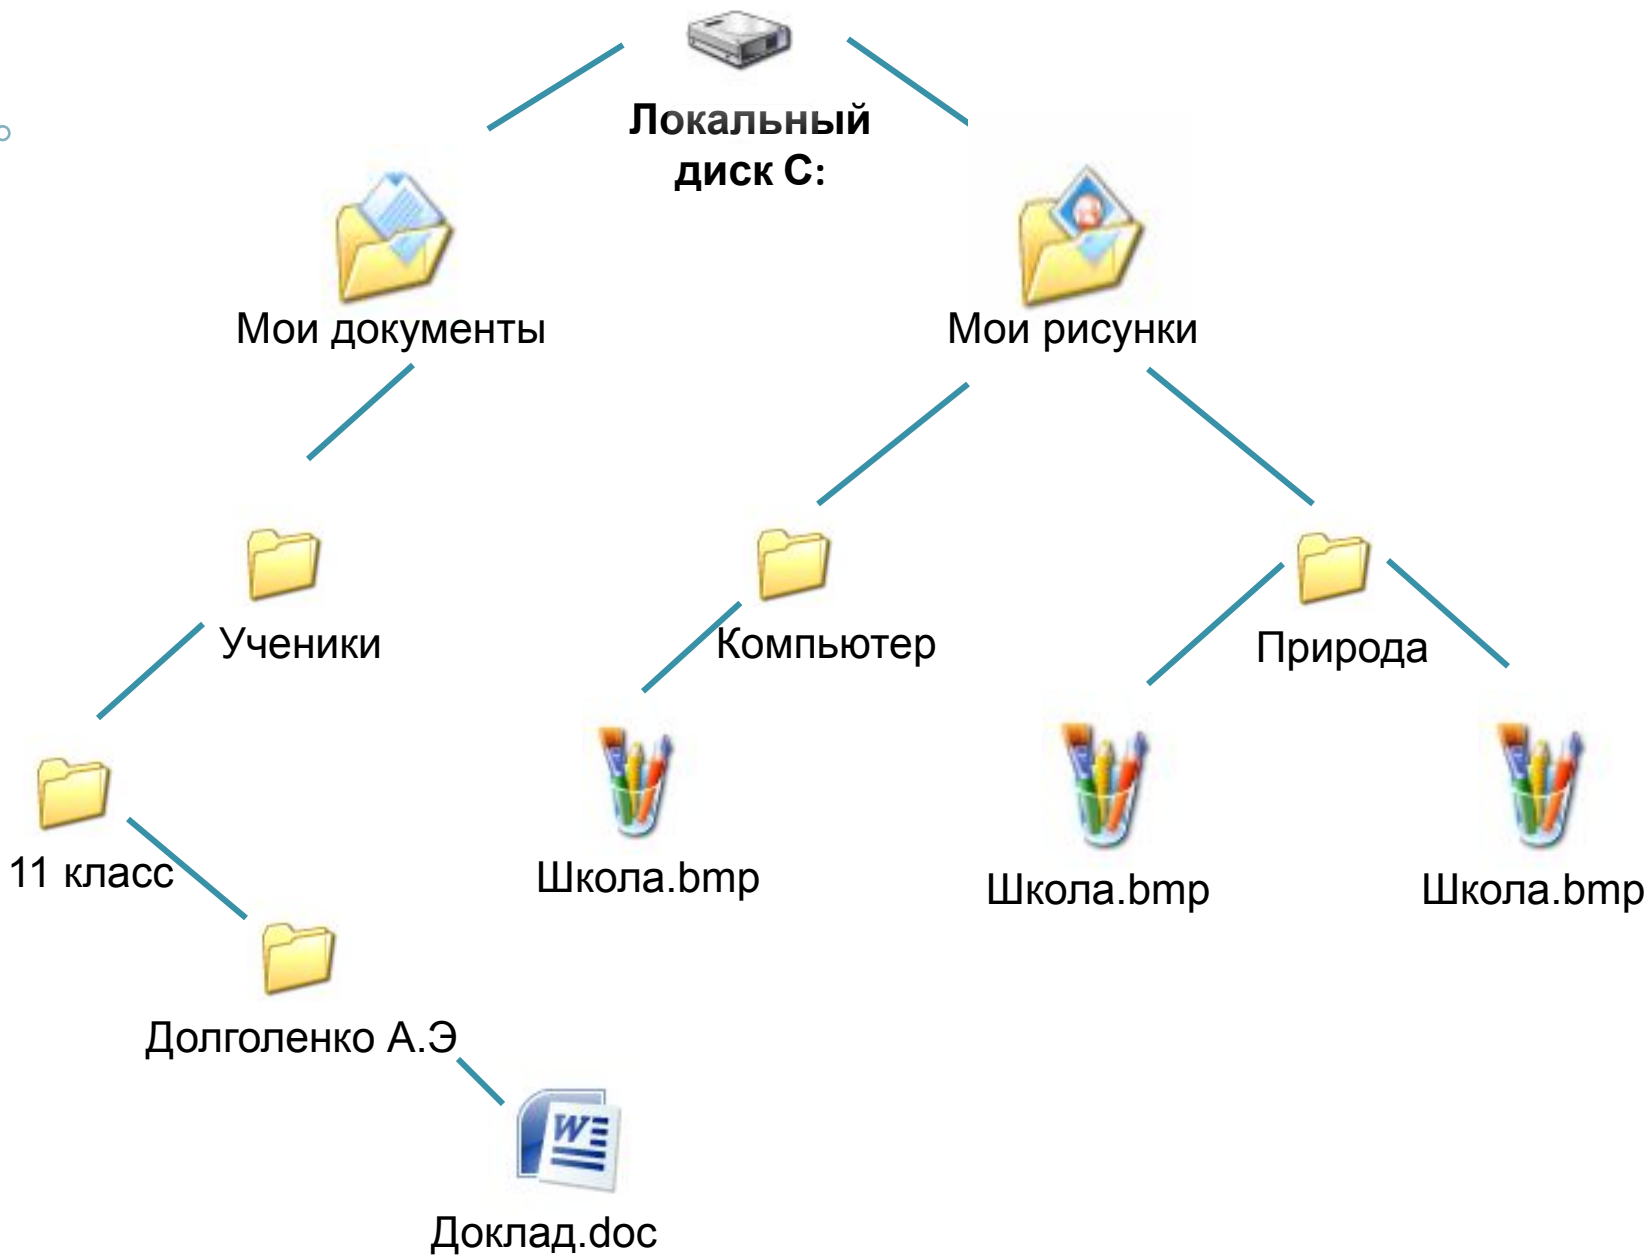 Локальный
диск С:
Мои документы
Мои рисунки
Ученики
Компьютер
Природа
11 класс
Школа.bmp
Школа.bmp
Школа.bmp
Долголенко А.Э
Доклад.doc